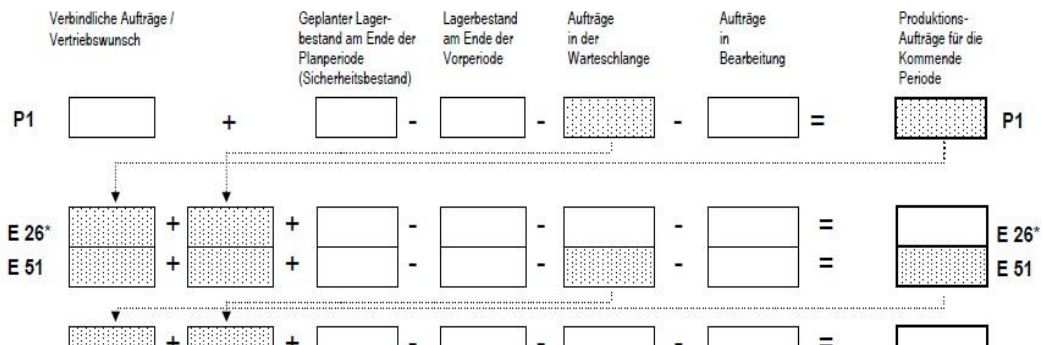 Verbindliche Aufträge /
Vertriebswunsch
Geplanter Lager-
bestand am Ende der
Planperiode
(Sicherheitsbestand)
Lagerbestand
am Ende der
Vorperiode
Aufträge
in der
Warteschlange
Aufträge
in
Bearbeitung
Produktions-
Aufträge für die
Kommende
Periode
P1 + - - - = P1
E 26* + + - - - = E 26*
E 51 + + - - - = E 51
+ + - - - =